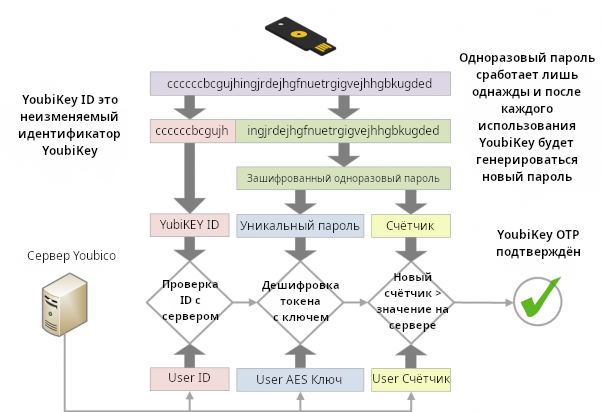 ccccccbcgujhingjrdejhgfnuetrgigvejhhgbkugded
YoubiKey ID это
неизменяемый
идентификатор
YoubiKey
Одноразовый пароль
сработает лишь
однажды и после
каждого
использования
YoubiKey будет
генерироваться
новый пароль
ccccccbcgujh
ingjrdejhgfnuetrgigvejhhgbkugded
Зашифрованный одноразовый пароль
YubiKEY ID
Уникальный пароль
Счётчик
Сервер Youbico
YoubiKey OTP
подтверждён
Проверка
ID с
сервером
Дешифровка
токена
с ключем
Новый
счётчик >
значение на
сервере
User ID
User AES Ключ
User Счётчик